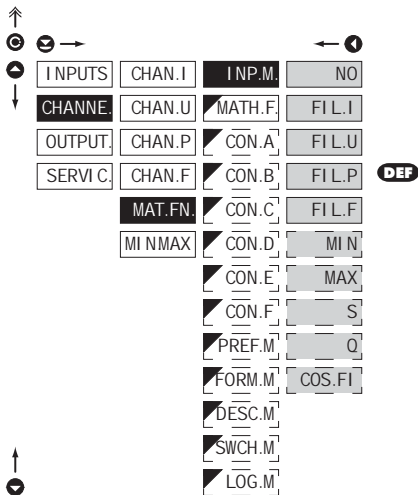 INPUTS CHAN.I INP.M. NO
CHANNE. CHAN.U MATH.F. FIL.I
OUTPUT. CHAN.P CON.A FIL.U
SERVIC. CHAN.F CON.B FIL.P DEF
MAT.FN. CON.C FIL.F
MINMAX CON.D MIN
CON.E MAX
CON.F S
PREF.M Q
FORM.M COS.FI
DESC.M
SWCH.M
LOG.M